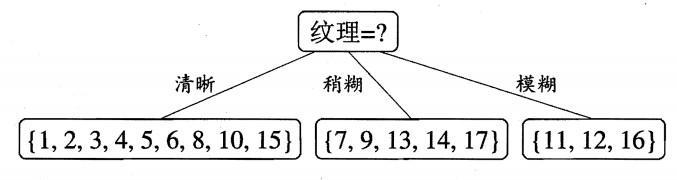 纹理=?
清晰 稍糊 模糊
{1, 2, 3, 4, 5, 6, 8, 10, 15} {7, 9, 13, 14, 17} {11, 12, 16}